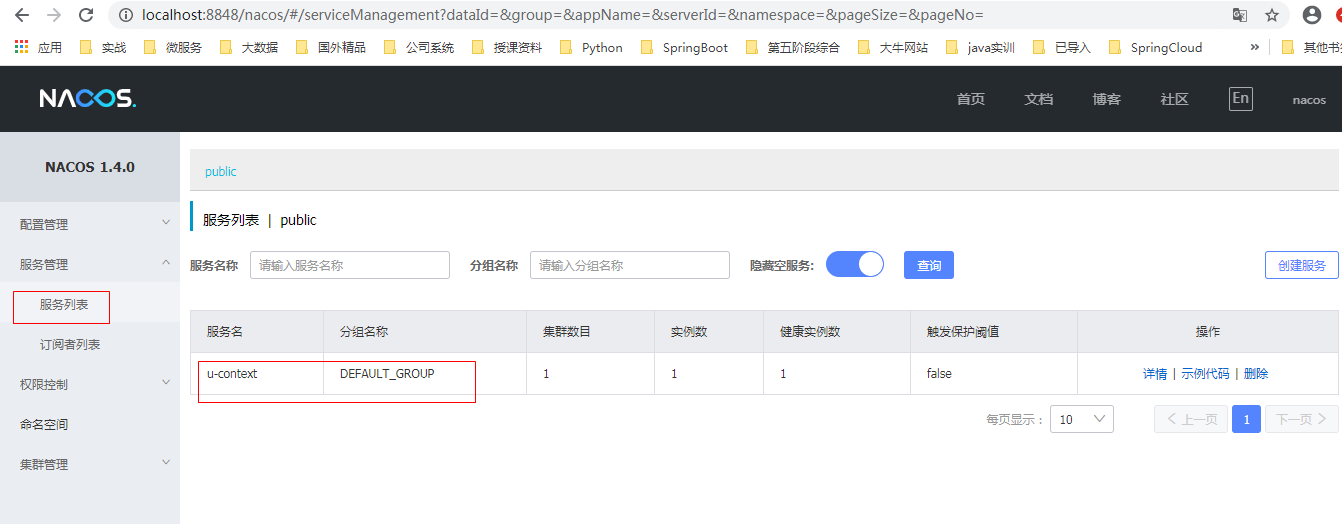 localhost:8848/nacos/#/serviceManagement?dataId=&group=&appName=&serverId=&namespace=&pageSize=&pageNo=
应用 实战 微服务 大数据 国外精品 公司系统 授课资料 Python SpringBoot 第五阶段综合 大牛网站 java实训 已导入 SpringCloud » 其他书
NACOS. 首页 文档 博客 社区 En nacos
NACOS 1.4.0
public
配置管理
服务管理
服务列表
订阅者列表
权限控制
命名空间
集群管理
服务列表 | public
服务名称 请输入服务名称 分组名称 请输入分组名称 隐藏空服务: 查询 创建服务
服务名 分组名称 集群数目 实例数 健康实例数 触发保护阈值 操作
u-context DEFAULT_GROUP 1 1 1 false 详情 | 示例代码 | 删除
每页显示: 10 上一页 1 下一页